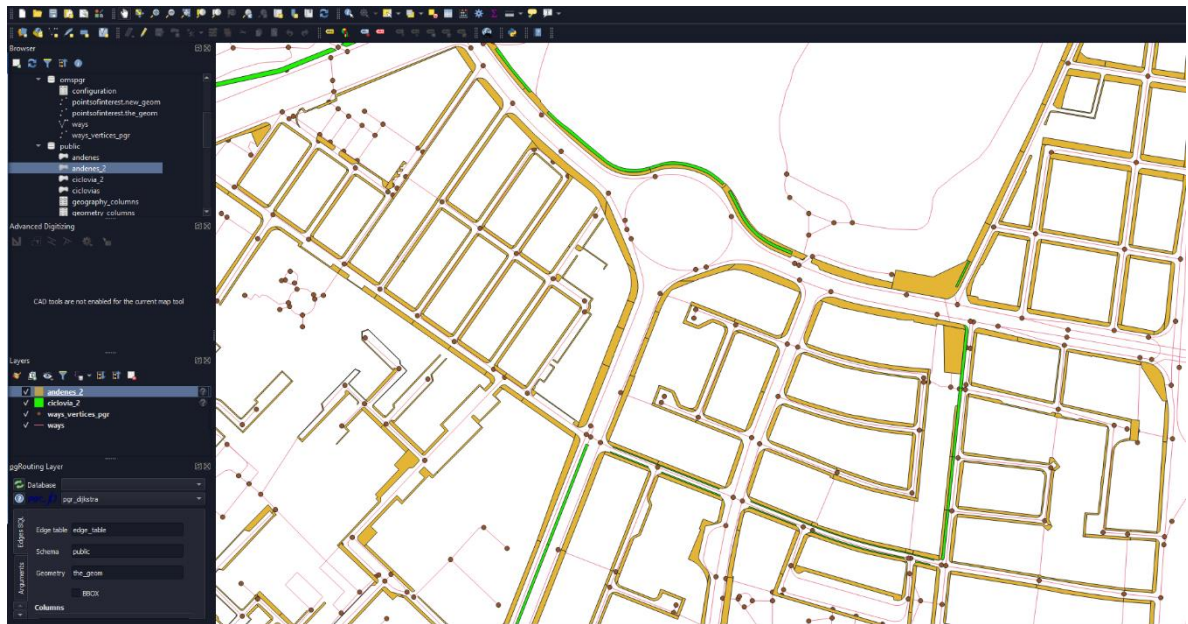 Browser
omspgr
configuration
pointsofinterest.new_geom
pointsofinterest.the_geom
ways
ways_vertices_pgr
public
andenes
andenes_2
ciclovia_2
ciclovias
geography_columns
geometry_columns
Advanced Digitizing
CAD tools are not enabled for the current map tool
Layers
andenes_2
ciclovia_2
ways_vertices_pgr
ways
pgRouting Layer
Database
pgr_dijkstra
Edges SQL
Edge table edge_table
Schema public
Arguments
Geometry the_geom
BBOX
Columns